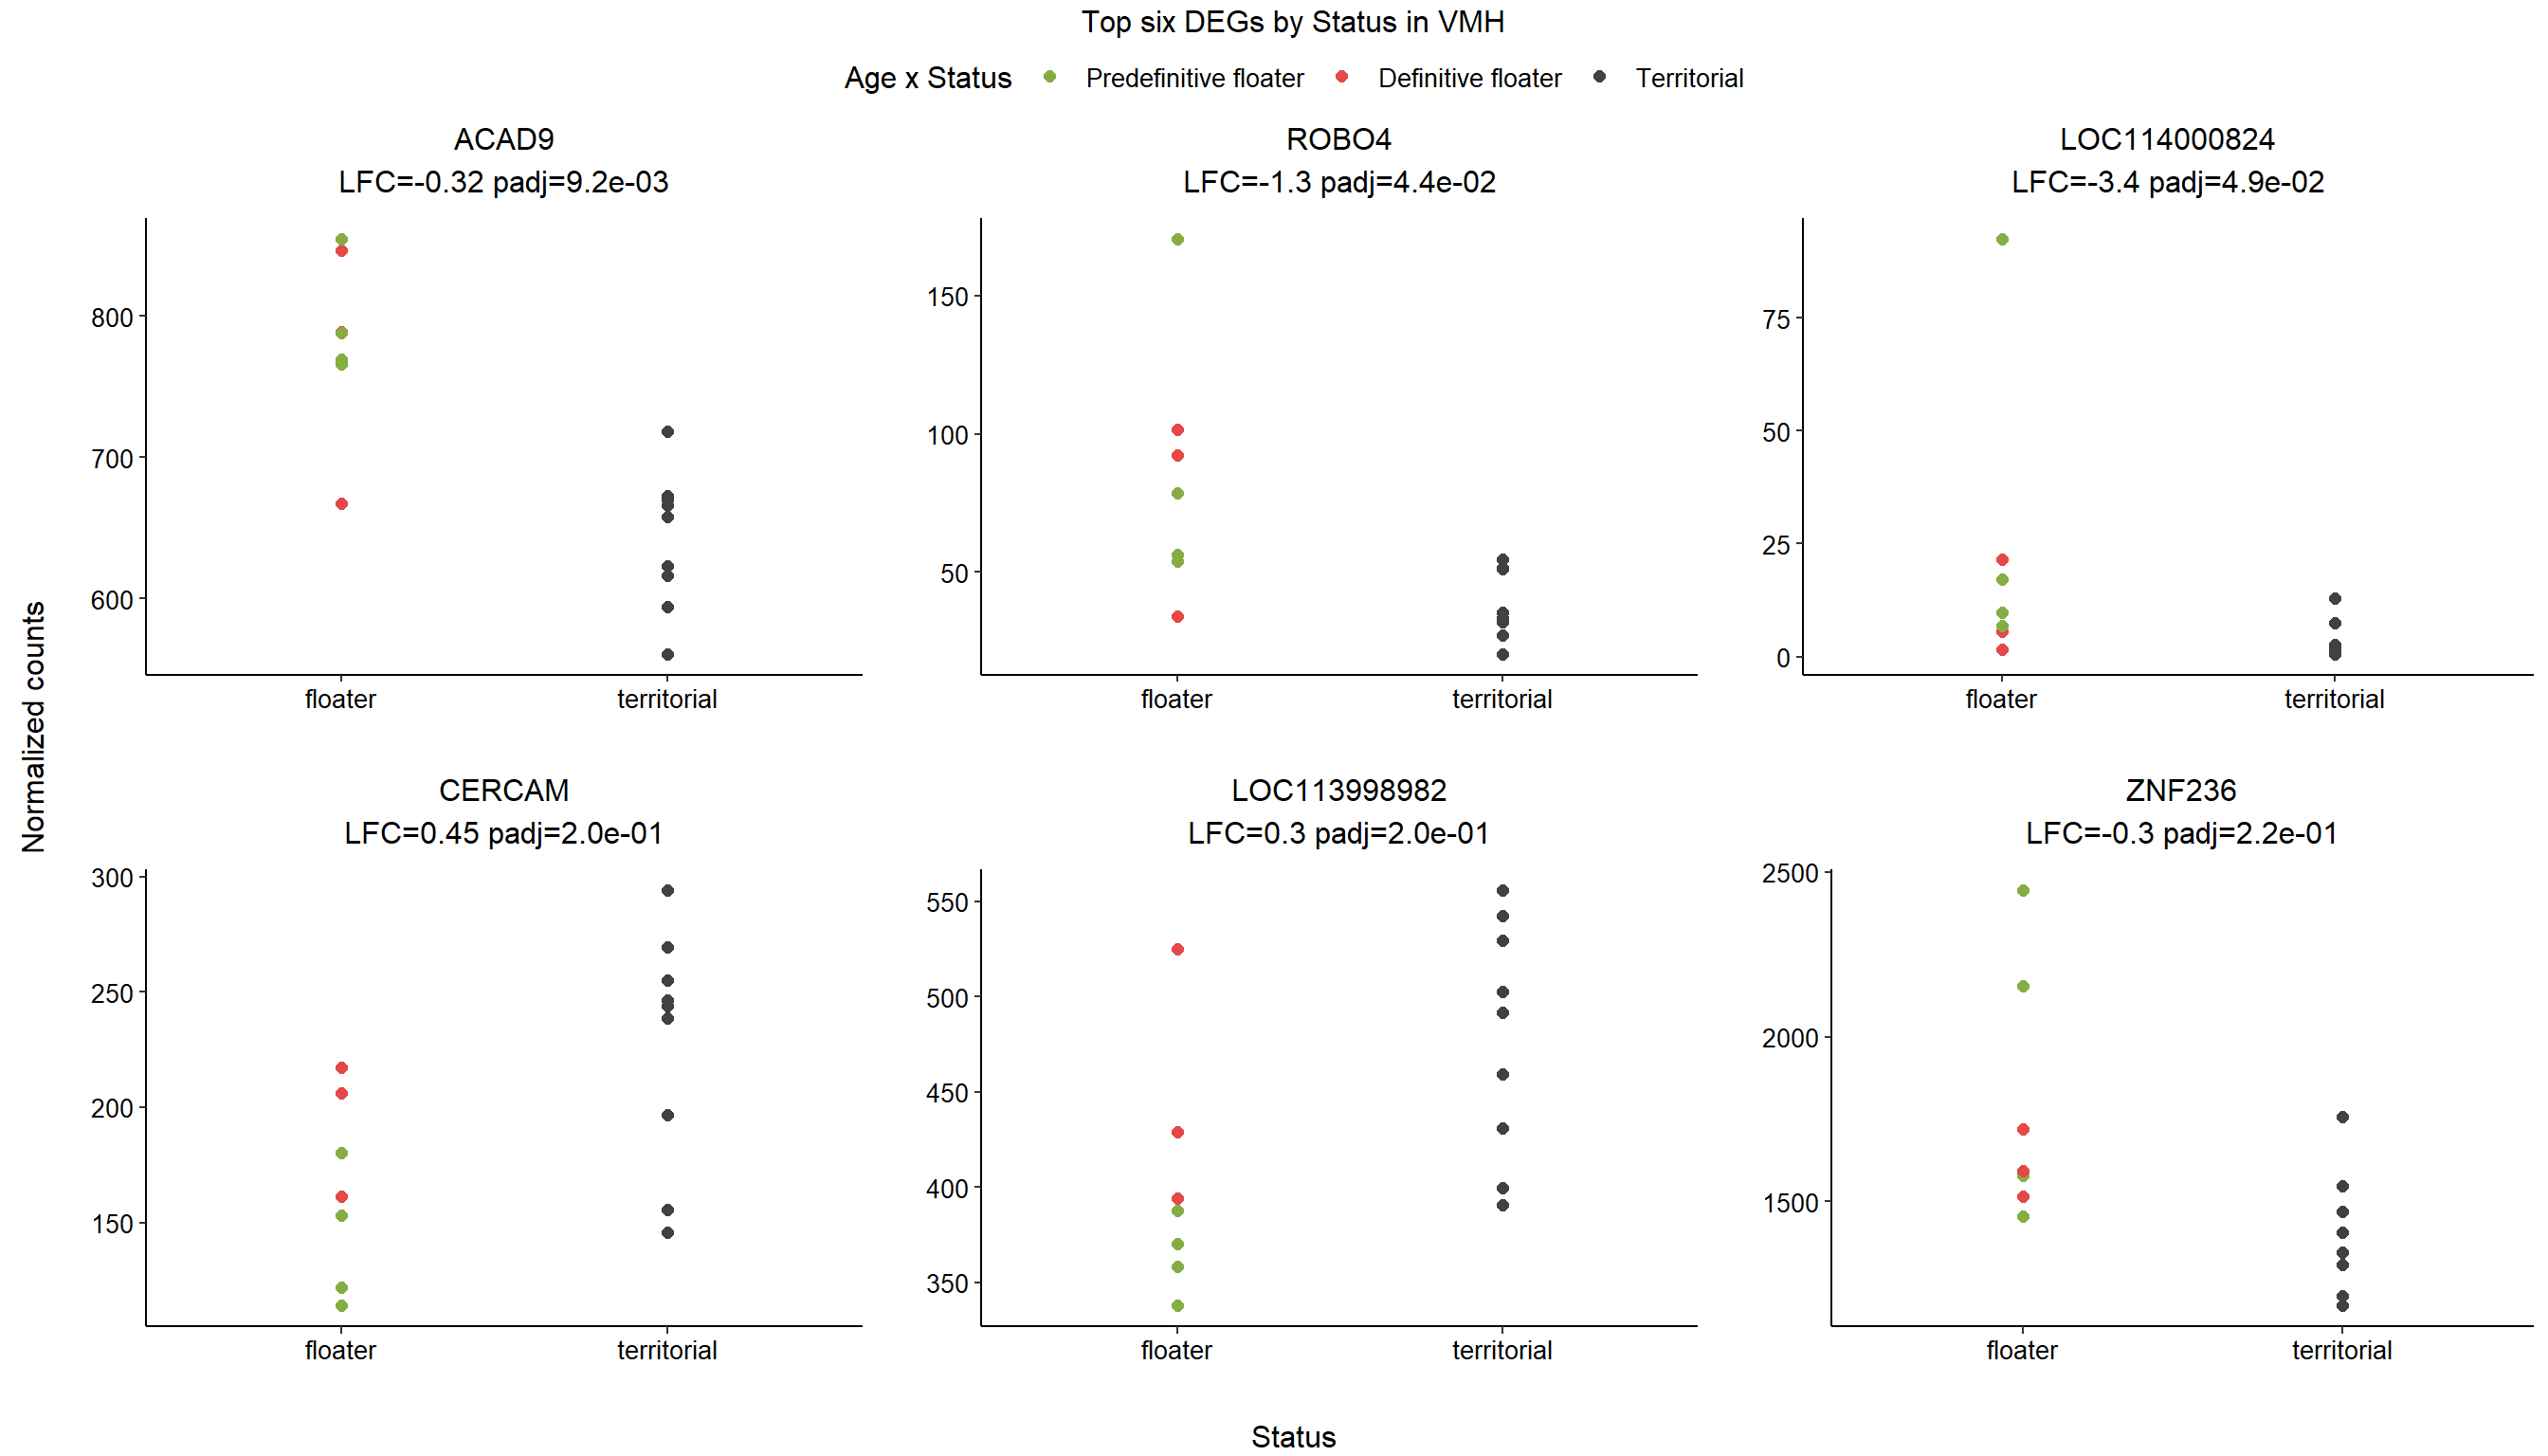 Top six DEGs by Status in VMH
Age x Status Predefinitive floater Definitive floater Territorial
ACAD9
LFC=-0.32 padj=9.2e-03
800
700
600
floater territorial
ROBO4
LFC=-1.3 padj=4.4e-02
150
100
50
floater territorial
LOC114000824
LFC=-3.4 padj=4.9e-02
75
50
25
0
floater territorial
Normalized counts
CERCAM
LFC=0.45 padj=2.0e-01
300
250
200
150
floater territorial
LOC113998982
LFC=0.3 padj=2.0e-01
550
500
450
400
350
floater territorial
ZNF236
LFC=-0.3 padj=2.2e-01
2500
2000
1500
floater territorial
Status